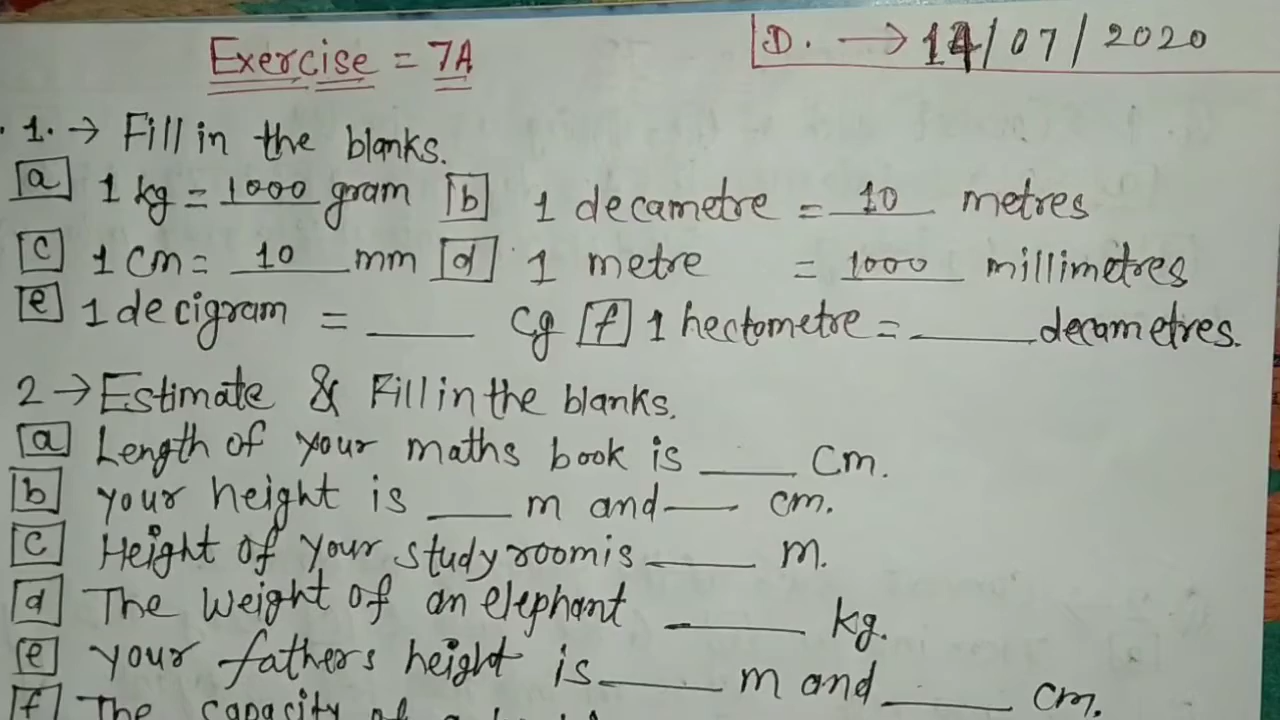 Exercise = 7A
D. → 14/07/2020
1. → Fill in the blanks.
a 1 kg = 1000 gram b 1 decametre = 10 metres
c 1 cm = 10 mm d 1 metre = 1000 millimetres
e 1 decigram = ____ cg f 1 hectometre = ____ decametres.
2 → Estimate & Fill in the blanks.
a Length of your maths book is ____ cm.
b your height is ____ m and ____ cm.
c Height of your study room is ____ m.
d The weight of an elephant ____ kg.
e your fathers height is ____ m and ____ cm.
f The capacity of a